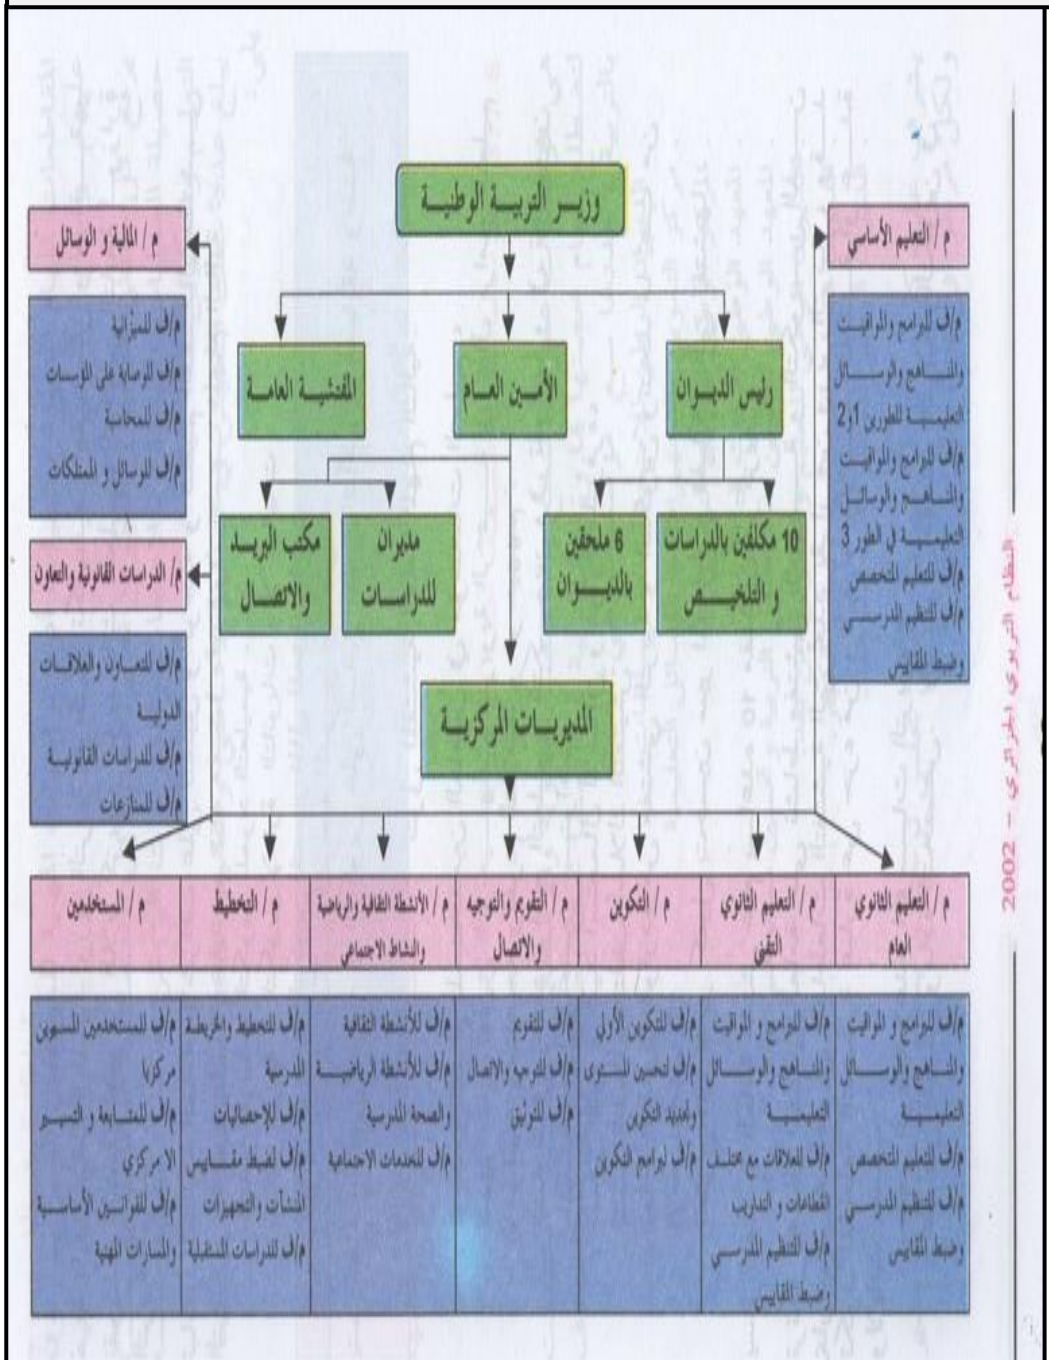 وزير التربية الوطنية
رئيس الديوان
الأمين العام
المفتشية العامة
10 مكلفين بالدراسات
و التلخيص
6 ملحقين
بالديوان
مديران
للدراسات
مكتب البريد
والاتصال
المديريات المركزية
م / التعليم الأساسي
م/ف للبرامج والمواقيت
والمناهج والوسائل
التعليمية للطورين 1و2
م/ف للبرامج والمواقيت
والمناهج والوسائل
التعليمية في الطور 3
م/ف للتعليم المتخصص
م/ف للتنظيم المدرسي
وضبط المقاييس
م / المالية و الوسائل
م/ف للميزانية
م/ف للوصاية على المؤسسات
م/ف للمحاسبة
م/ف للوسائل و الممتلكات
م/ الدراسات القانونية والتعاون
م/ف للتعاون والعلاقات
الدولية
م/ف للدراسات القانونية
م/ف للمنازعات
م / التعليم الثانوي
العام
م/ف للبرامج و المواقيت
والمناهج والوسائل
التعليمية
م/ف للتعليم المتخصص
م/ف للتنظيم المدرسي
وضبط المقاييس
م / التعليم الثانوي
التقني
م/ف للبرامج و المواقيت
والمناهج والوسائل
التعليمية
م/ف للعلاقات مع مختلف
القطاعات و التداريب
م/ف للتنظيم المدرسي
وضبط المقاييس
م / التكوين
م/ف للتكوين الأولي
م/ف لتحسين المستوى
وتجديد التكوين
م/ف لبرامج التكوين
م / التقويم والتوجيه
والاتصال
م/ف للتقويم
م/ف للتوجيه والاتصال
م/ف للتوثيق
م / الأنشطة الثقافية والرياضية
والنشاط الاجتماعي
م/ف للأنشطة الثقافية
م/ف للأنشطة الرياضية
والصحة المدرسية
م/ف للخدمات الاجتماعية
م / التخطيط
م/ف للتخطيط والخريطة
المدرسية
م/ف للإحصائيات
م/ف لضبط مقاييس
المنشآت والتجهيزات
م/ف للدراسات المستقبلية
م / المستخدمين
م/ف للمستخدمين المسيرين
مركزيا
م/ف للمتابعة و التسيير
الا مركزي
م/ف للقوانين الأساسية
والمسارات المهنية
النظام التربوي الجزائري - 2002